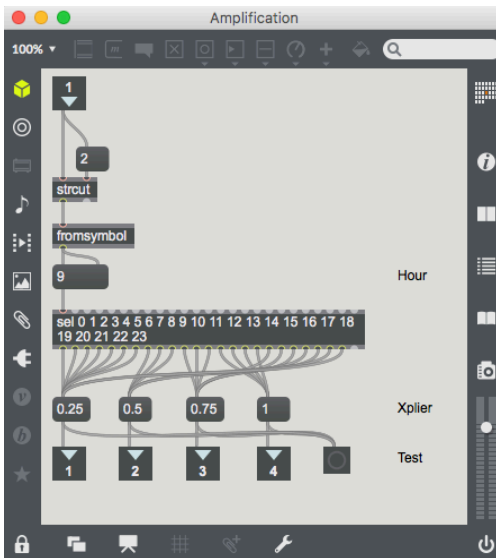 Amplification
100%
1
2
strcut
fromsymbol
9
Hour
sel 0 1 2 3 4 5 6 7 8 9 10 11 12 13 14 15 16 17 18
19 20 21 22 23
0.25 0.5 0.75 1 Xplier
1 2 3 4 Test